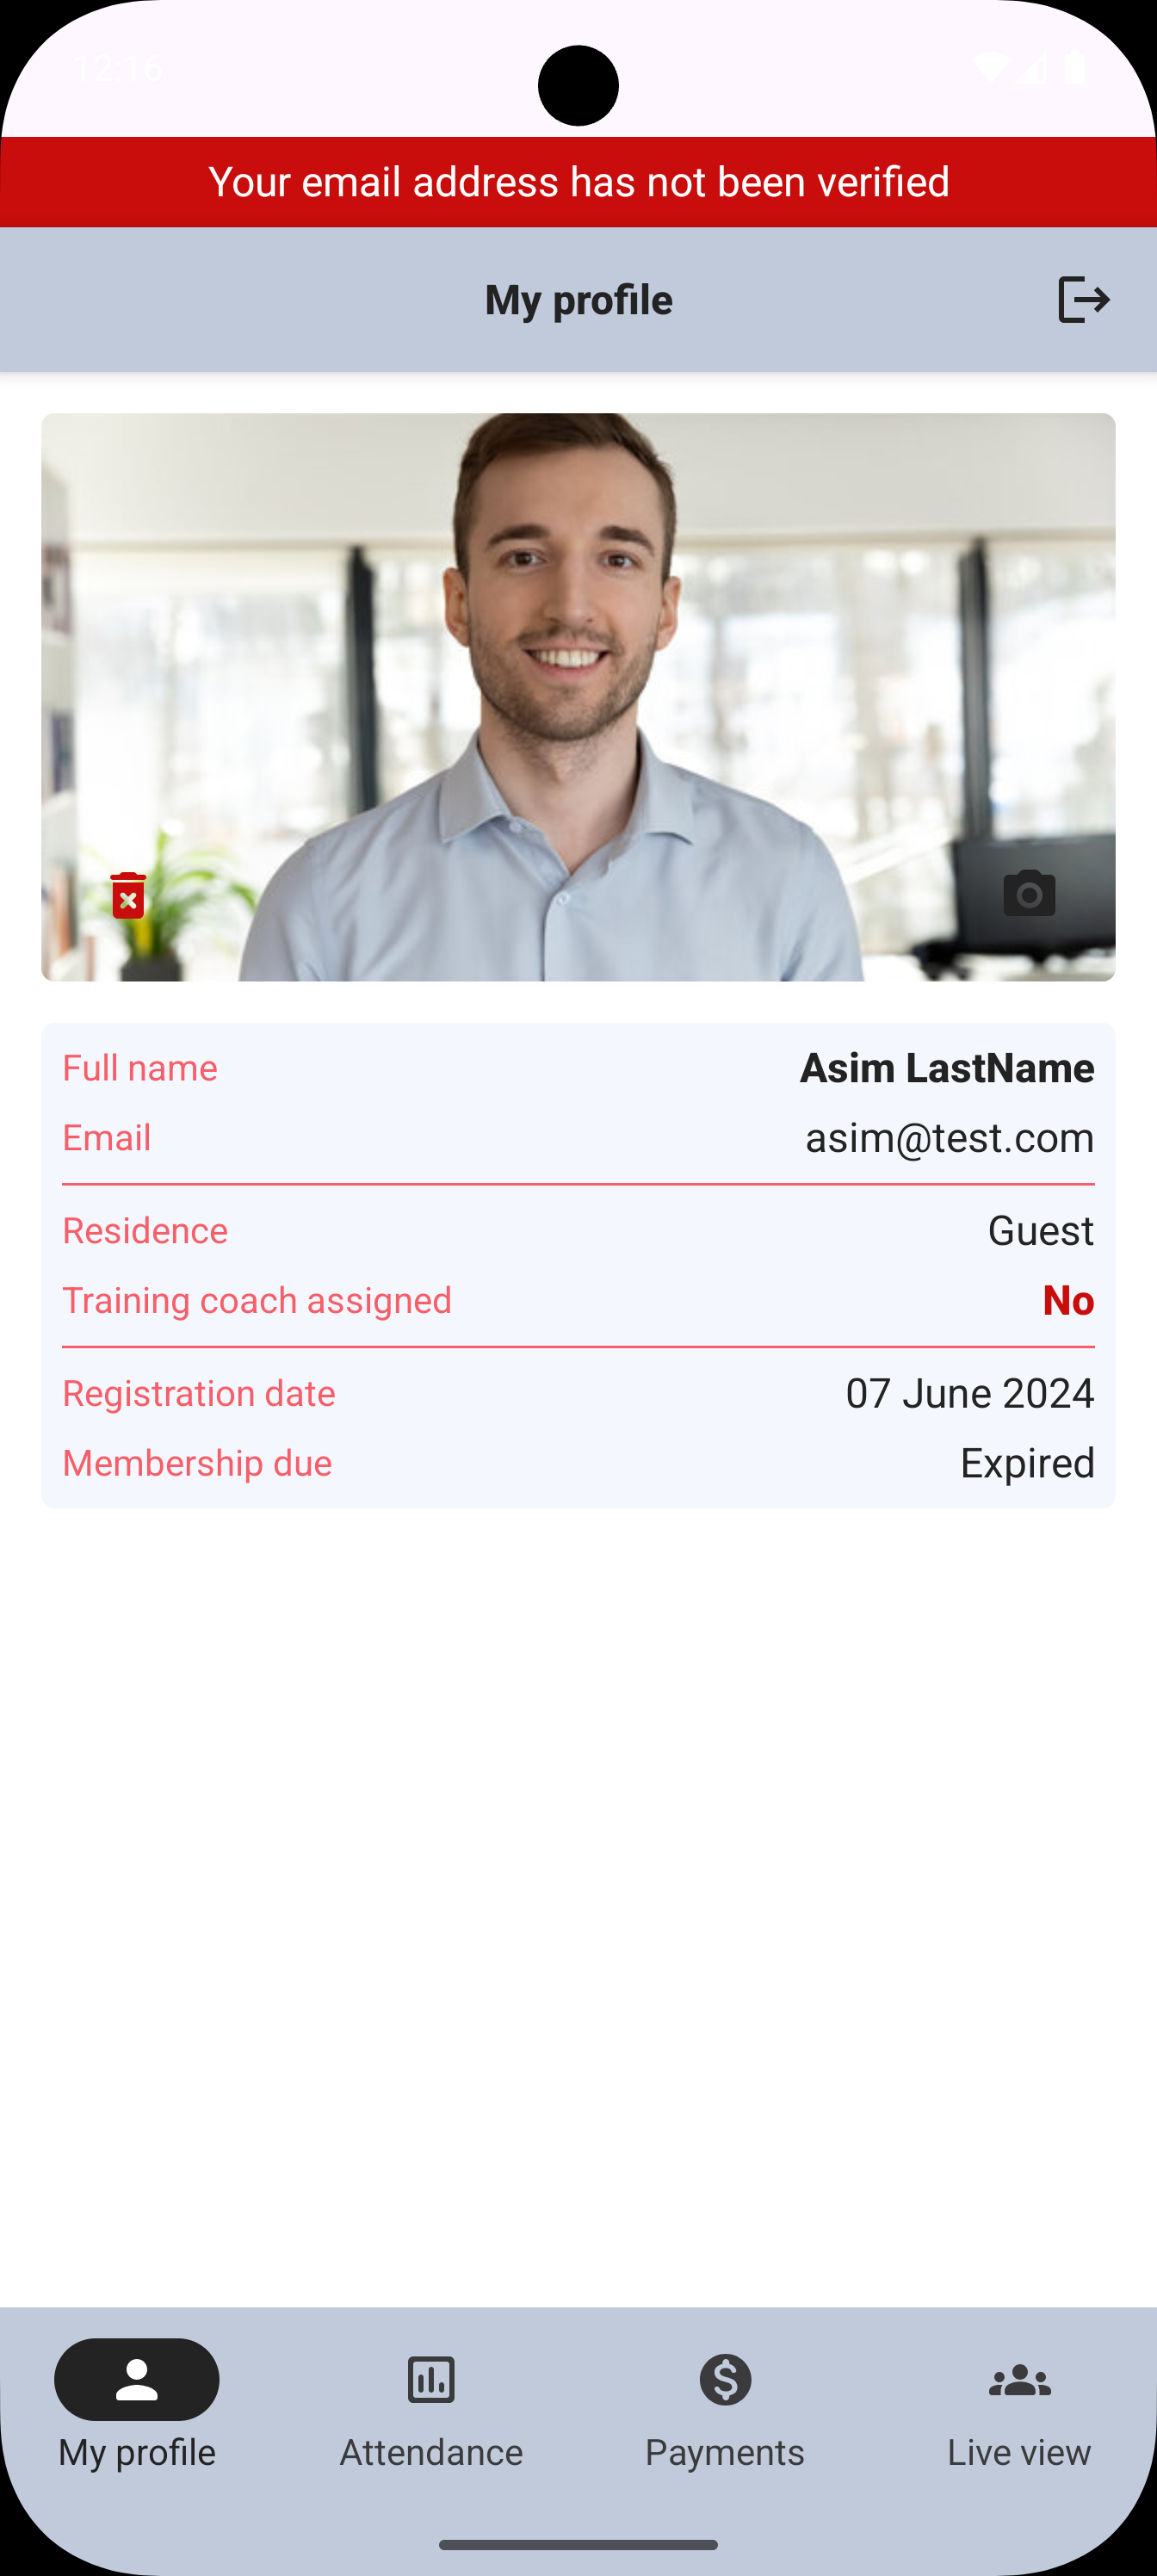 12:16
Your email address has not been verified
My profile
Full name Asim LastName
Email asim@test.com
Residence Guest
Training coach assigned No
Registration date 07 June 2024
Membership due Expired
My profile Attendance Payments Live view